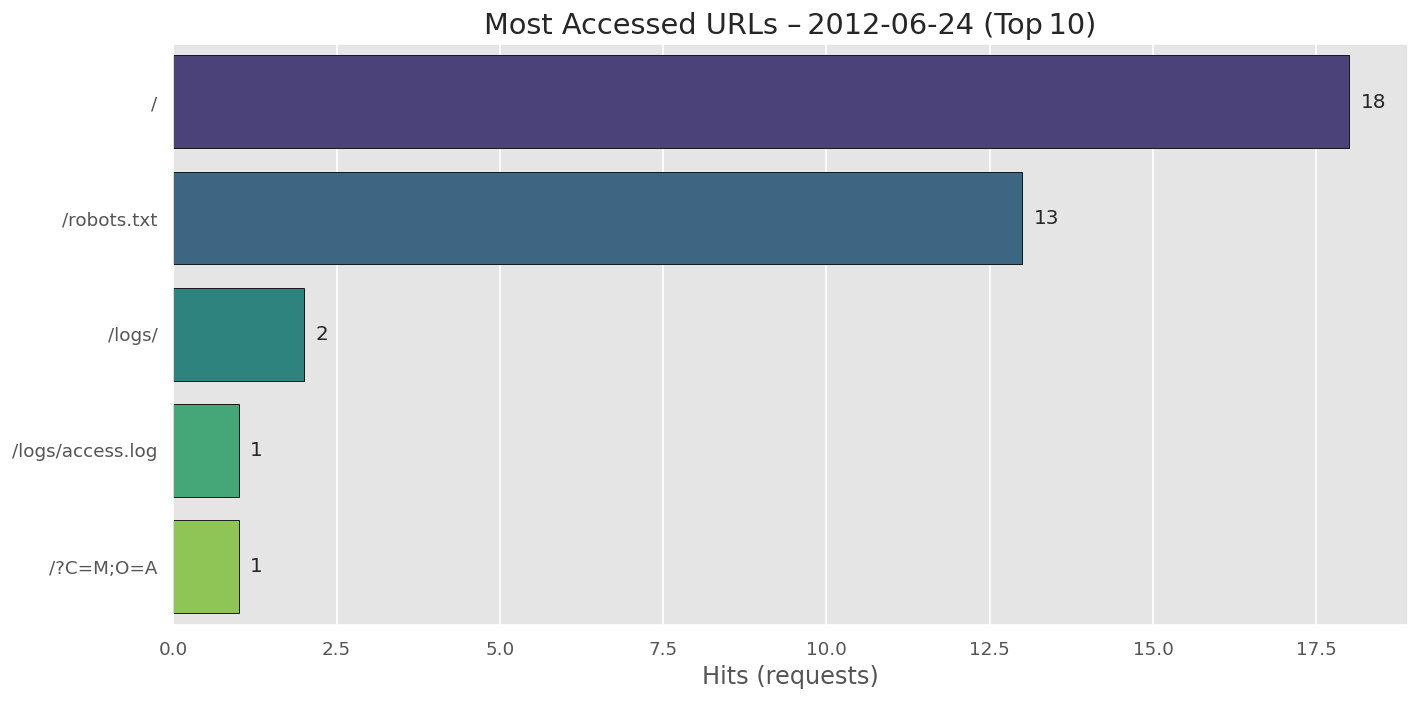 Most Accessed URLs – 2012-06-24 (Top 10)
/
18
/robots.txt
13
/logs/
2
/logs/access.log
1
/?C=M;O=A
1
0.0 2.5 5.0 7.5 10.0 12.5 15.0 17.5
Hits (requests)